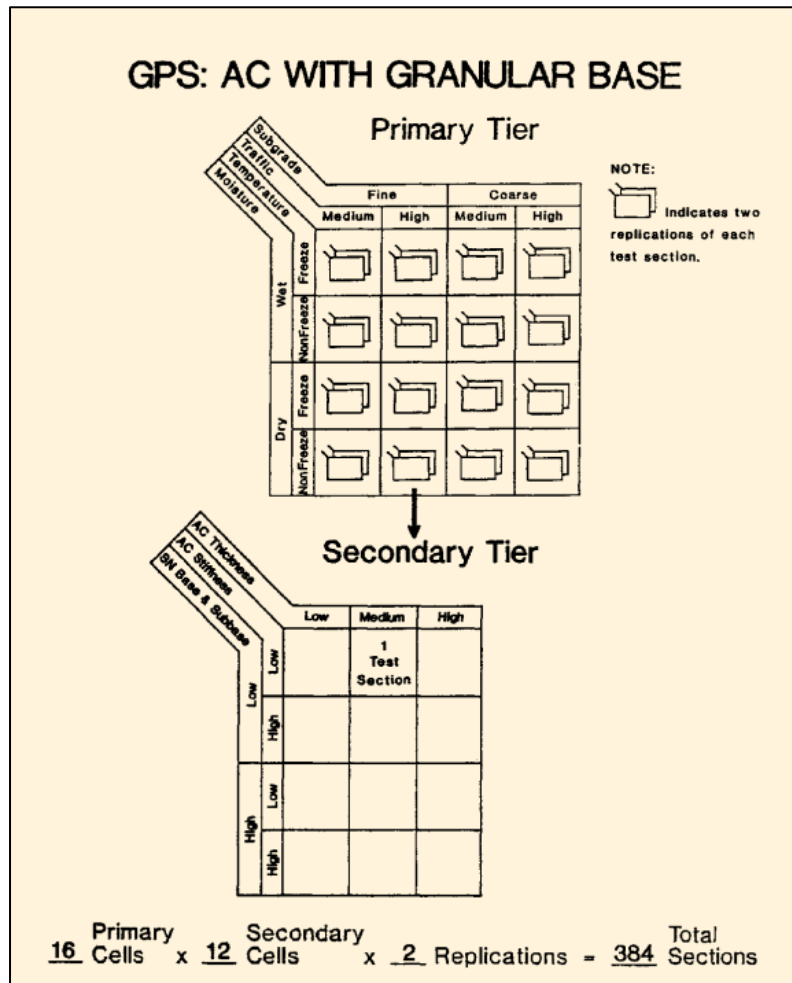 GPS: AC WITH GRANULAR BASE
Primary Tier
Subgrade
Traffic
Temperature
Moisture
NOTE:
Indicates two
replications of each
test section.
Fine Coarse
Medium High Medium High
Wet
Freeze
NonFreeze
Dry
Freeze
NonFreeze
Secondary Tier
AC Thickness
AC Stiffness
SN Base & Subbase
Low Medium High
Low
Low
1
Test
Section
High
High
Low
High
Primary Secondary Total
16 Cells x 12 Cells x 2 Replications = 384 Sections